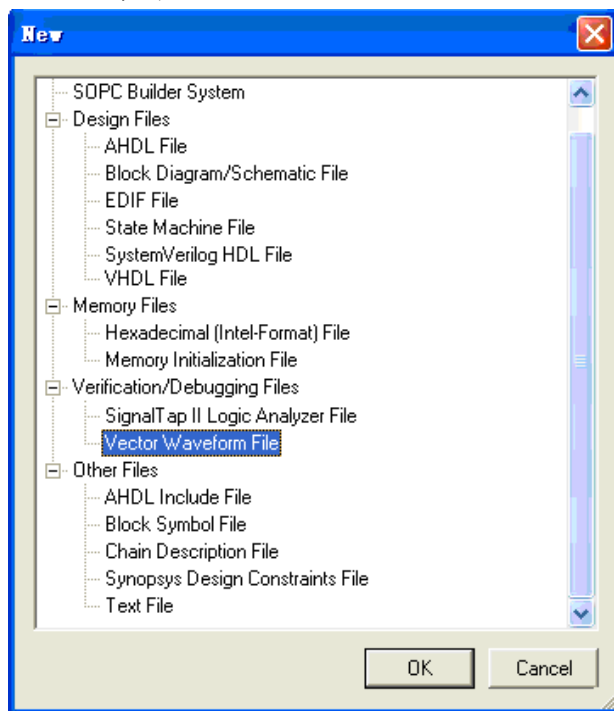 New
SOPC Builder System
Design Files
AHDL File
Block Diagram/Schematic File
EDIF File
State Machine File
SystemVerilog HDL File
VHDL File
Memory Files
Hexadecimal (Intel-Format) File
Memory Initialization File
Verification/Debugging Files
SignalTap II Logic Analyzer File
Vector Waveform File
Other Files
AHDL Include File
Block Symbol File
Chain Description File
Synopsys Design Constraints File
Text File
OK Cancel